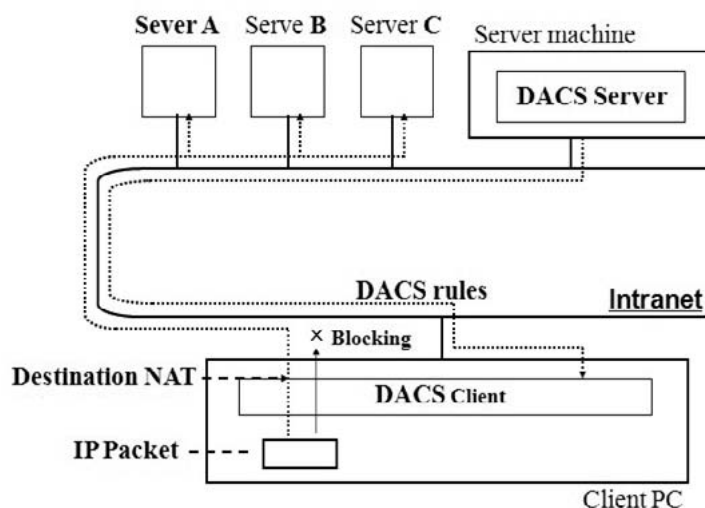 Sever A
Serve B
Server C
Server machine
DACS Server
DACS rules
Intranet
× Blocking
Destination NAT
DACS Client
IP Packet
Client PC